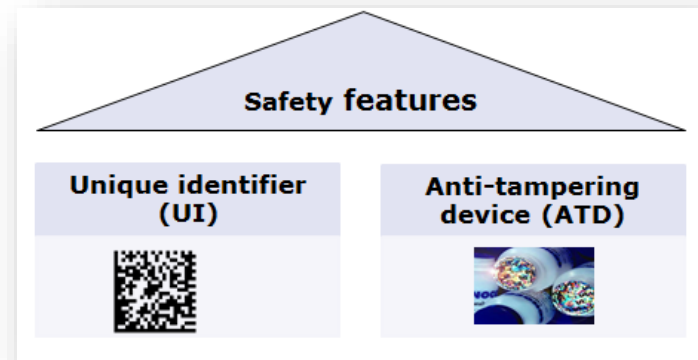 Safety features
Unique identifier
(UI)
Anti-tampering
device (ATD)